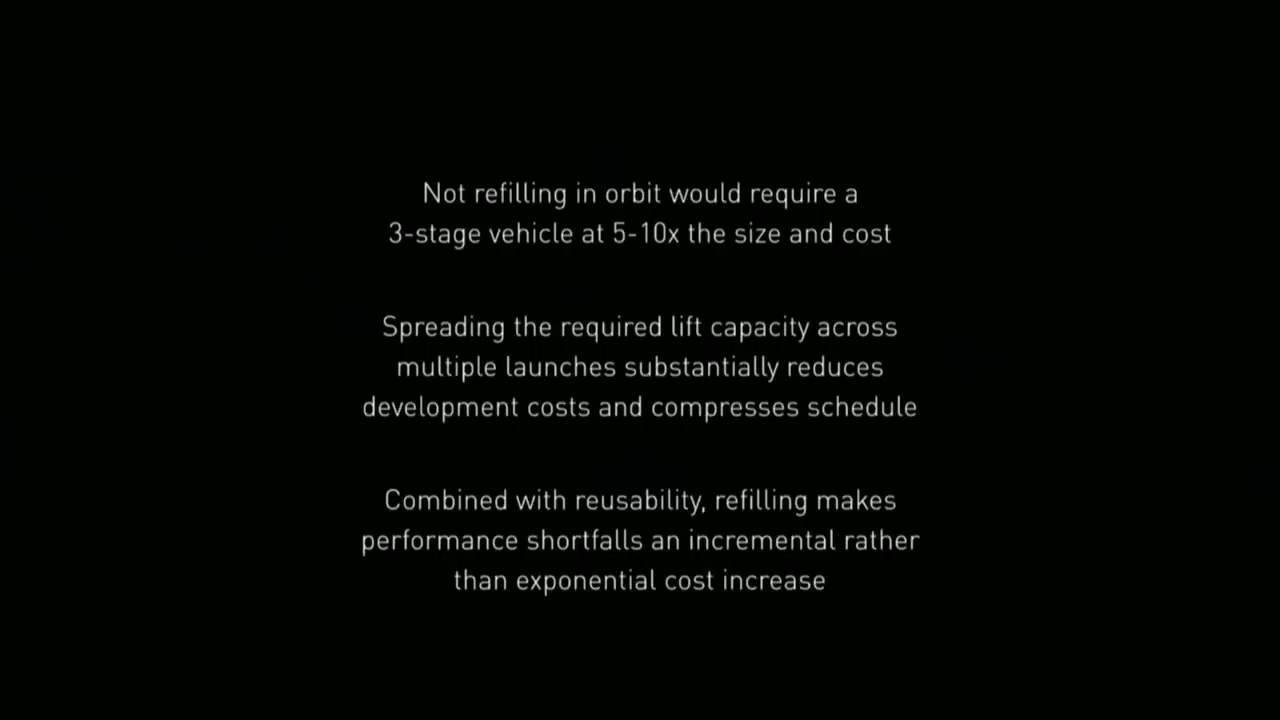 Not refilling in orbit would require a
3-stage vehicle at 5-10x the size and cost
Spreading the required lift capacity across
multiple launches substantially reduces
development costs and compresses schedule
Combined with reusability, refilling makes
performance shortfalls an incremental rather
than exponential cost increase